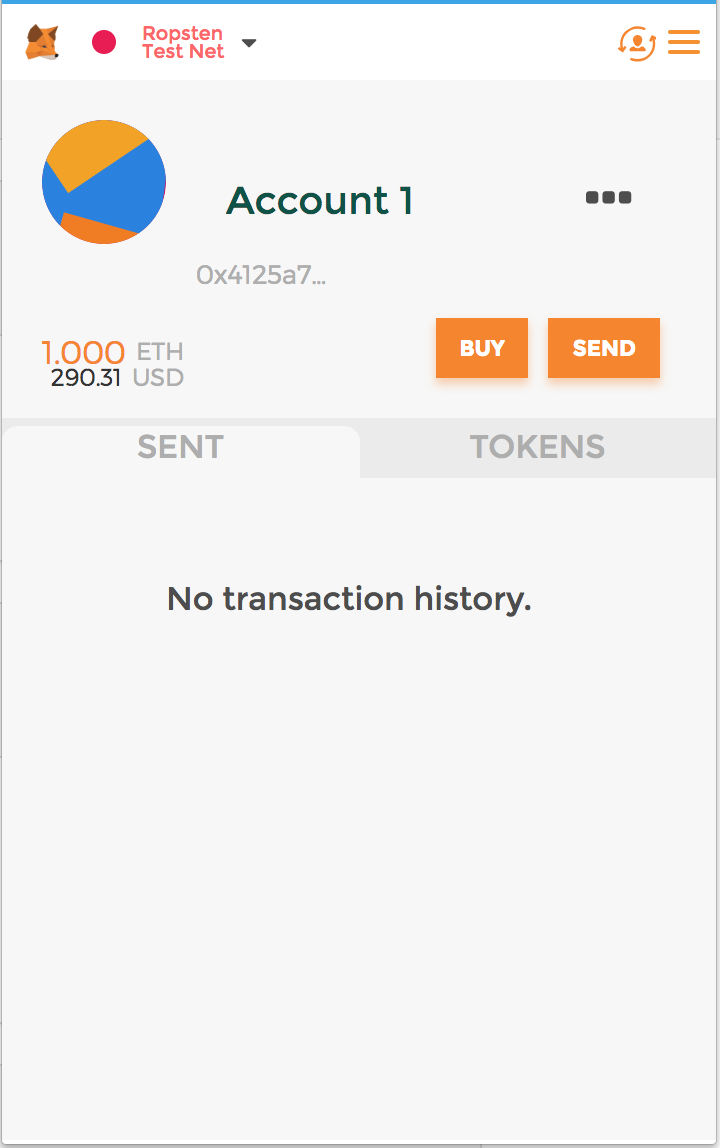 Ropsten
Test Net
Account 1
0x4125a7...
1.000 ETH
290.31 USD
BUY
SEND
SENT
TOKENS
No transaction history.